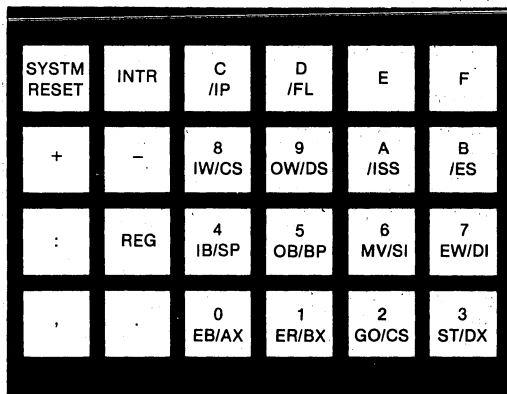 SYSTM
RESET
INTR
C
/IP
D
/FL
E
F
+
–
8
IW/CS
9
OW/DS
A
/ISS
B
/ES
:
REG
4
IB/SP
5
OB/BP
6
MV/SI
7
EW/DI
,
.
0
EB/AX
1
ER/BX
2
GO/CS
3
ST/DX